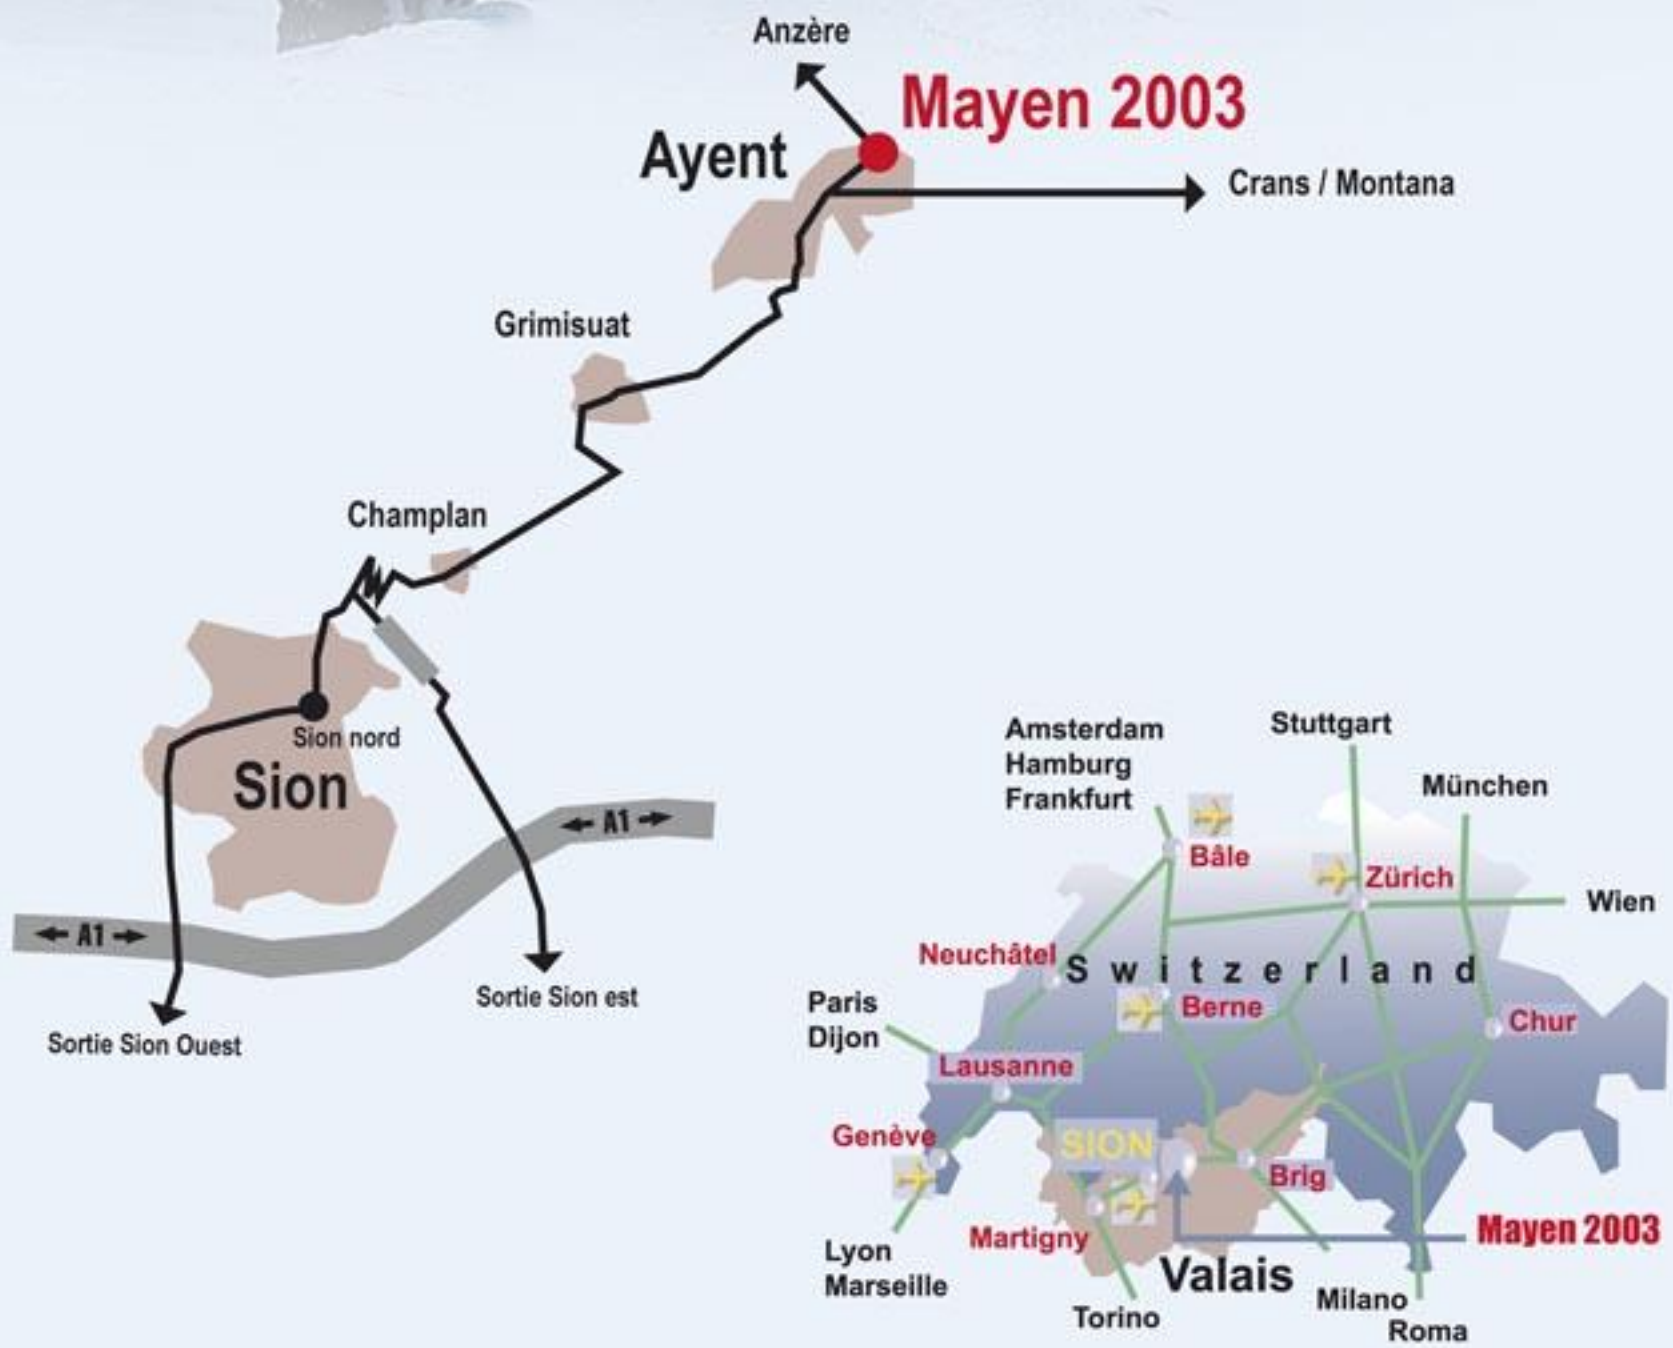 Anzère
Mayen 2003
Ayent
Crans / Montana
Grimisuat
Champlan
Sion nord
Sion
A1
A1
Sortie Sion est
Sortie Sion Ouest
Amsterdam
Hamburg
Frankfurt
Stuttgart
München
Bâle
Zürich
Wien
Neuchâtel
Switzerland
Paris
Dijon
Berne
Chur
Lausanne
Genève
SION
Brig
Martigny
Mayen 2003
Lyon
Marseille
Valais
Torino
Milano
Roma